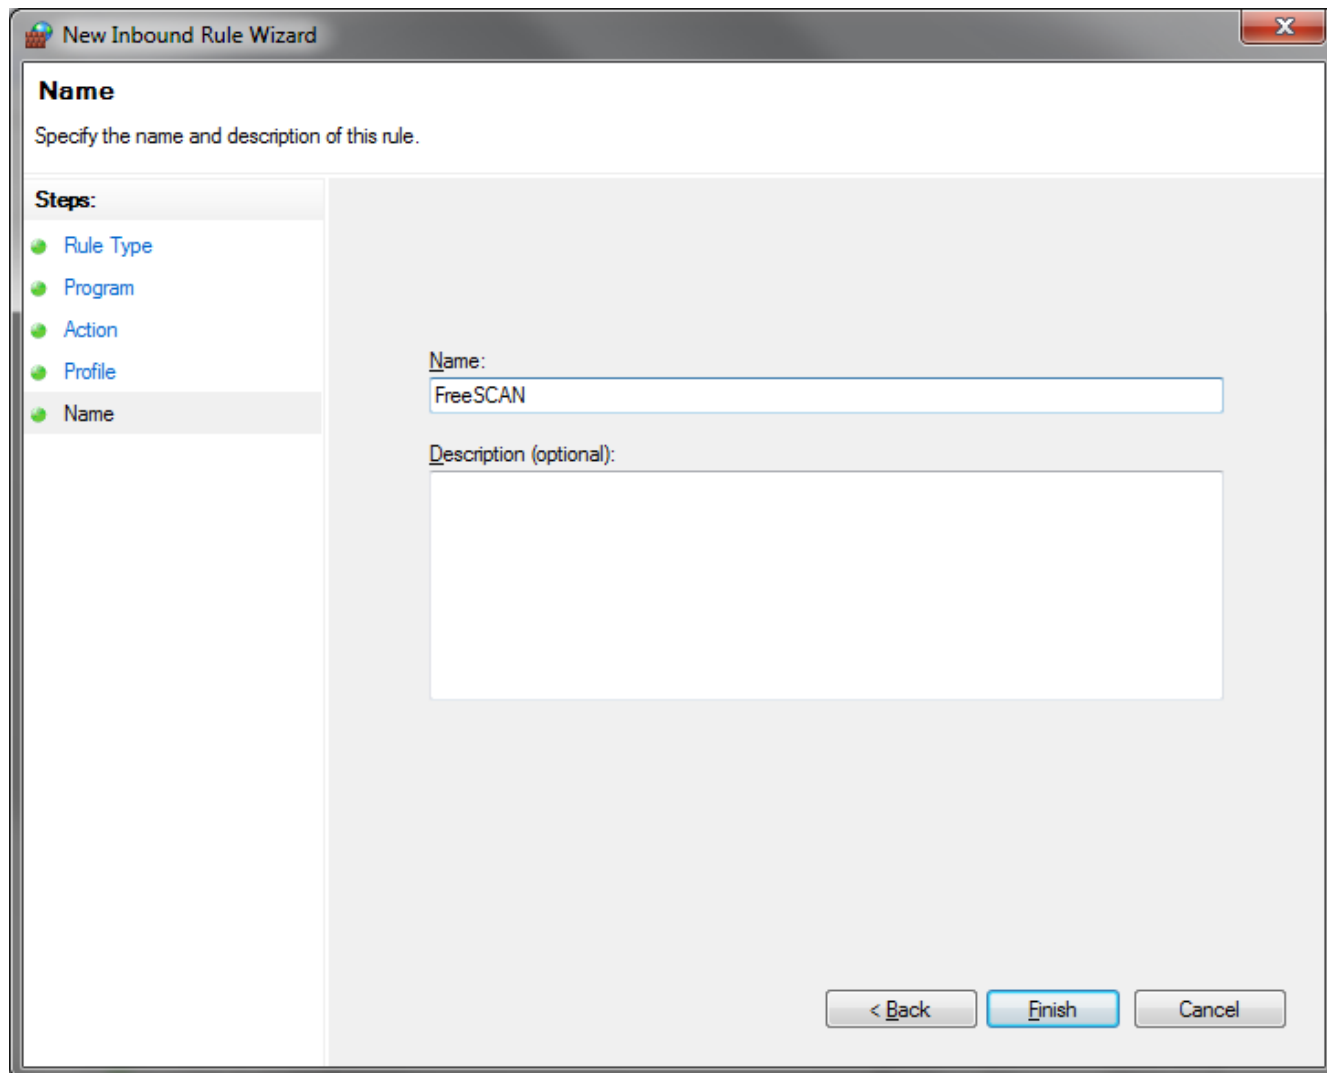 New Inbound Rule Wizard
Name
Specify the name and description of this rule.
Steps:
Rule Type
Program
Action
Profile
Name
Name:
FreeSCAN
Description (optional):
< Back
Finish
Cancel